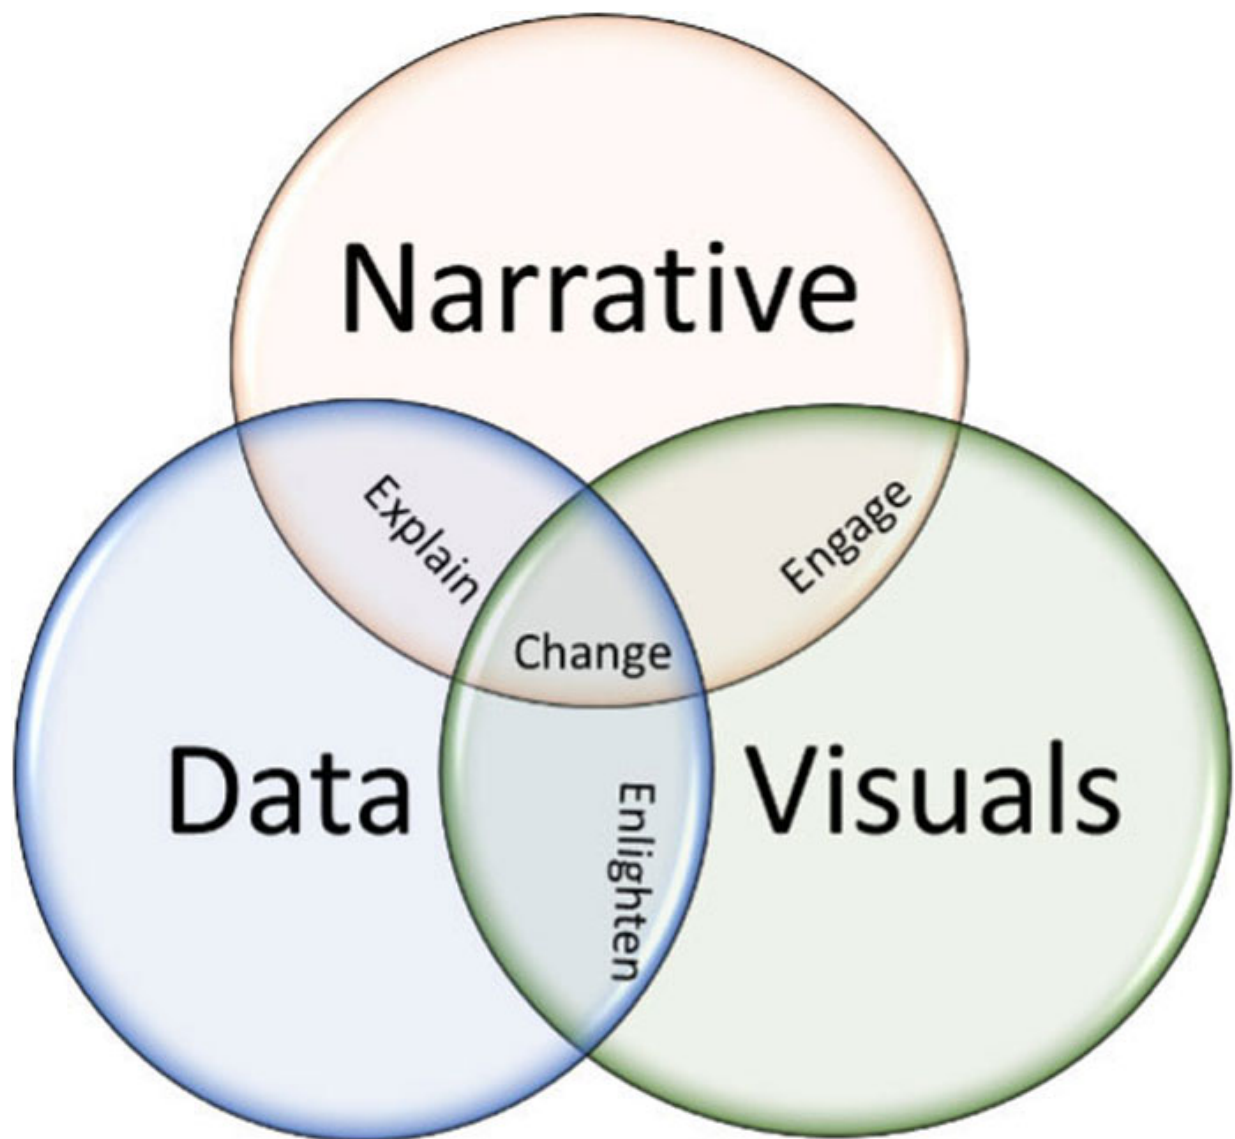 Narrative
Explain
Engage
Change
Data
Visuals
Enlighten